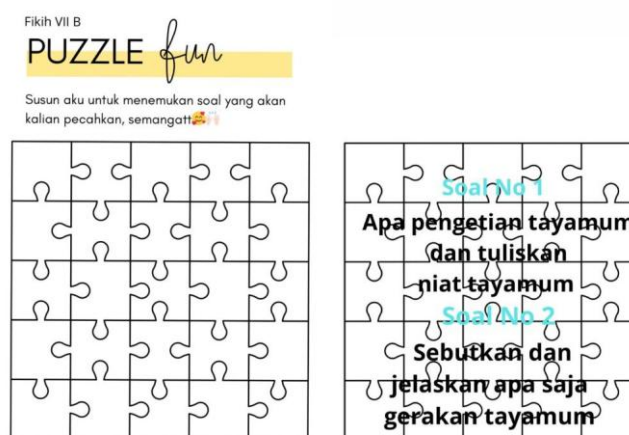 Fikih VII B
PUZZLE fun
Susun aku untuk menemukan soal yang akan
kalian pecahkan, semangatt🥰
Soal No 1
Apa pengetian tayamum
dan tuliskan
niat tayamum
Soal No 2
Sebutkan dan
jelaskan apa saja
gerakan tayamum